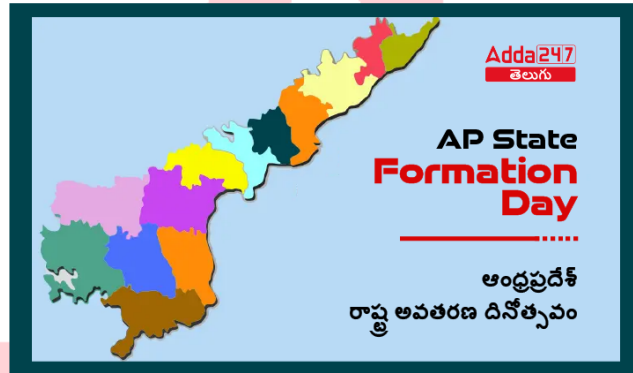 Adda247
తెలుగు
AP State
Formation
Day
ఆంధ్రప్రదేశ్
రాష్ట్ర అవతరణ దినోత్సవం